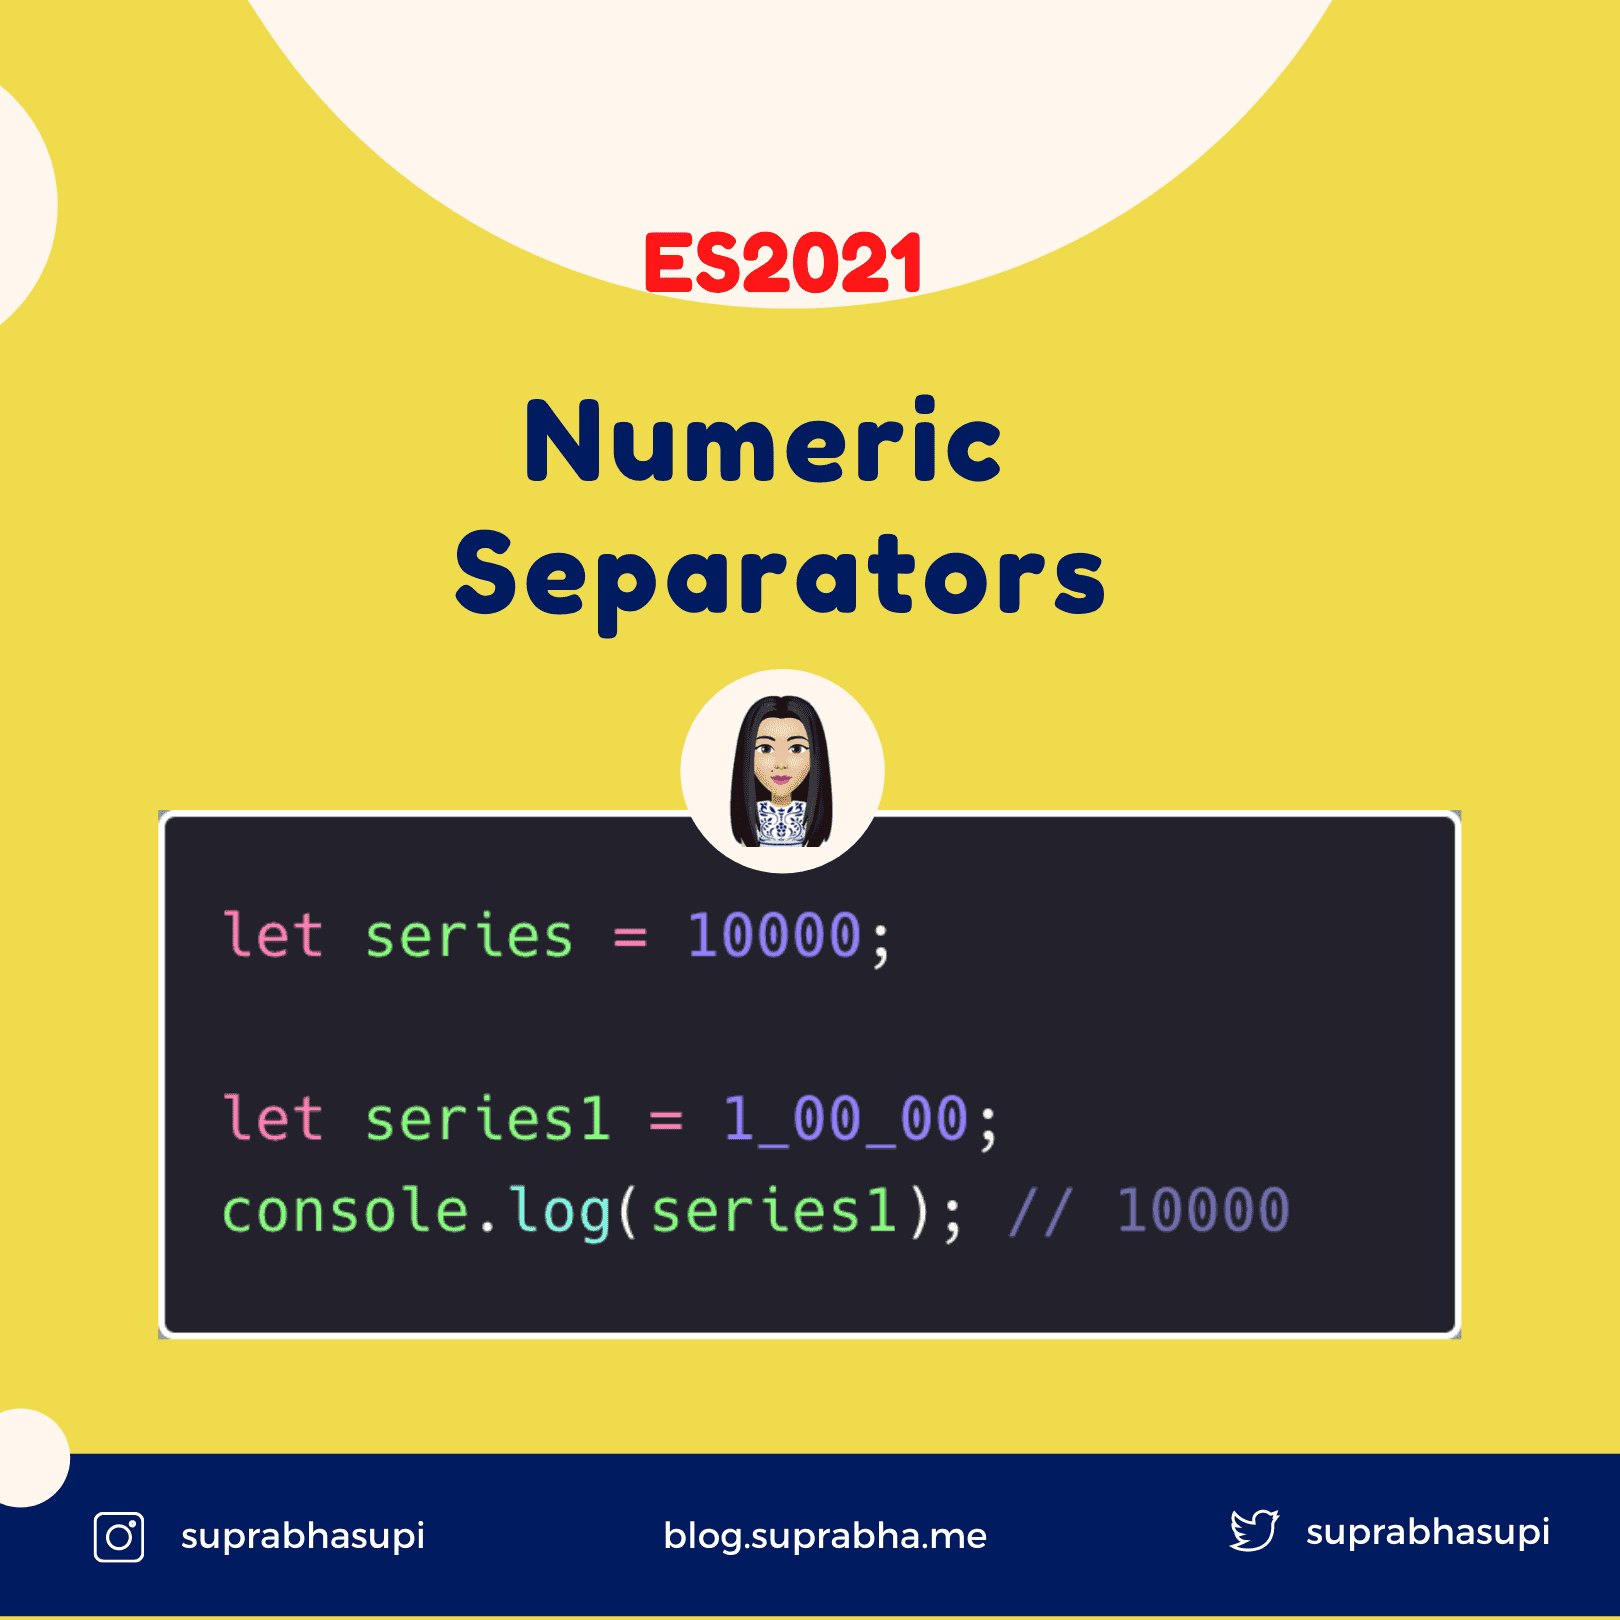 ES2021
Numeric
Separators
let series = 10000;
let series1 = 1_00_00;
console.log(series1); // 10000
suprabhasupi
blog.suprabha.me
suprabhasupi